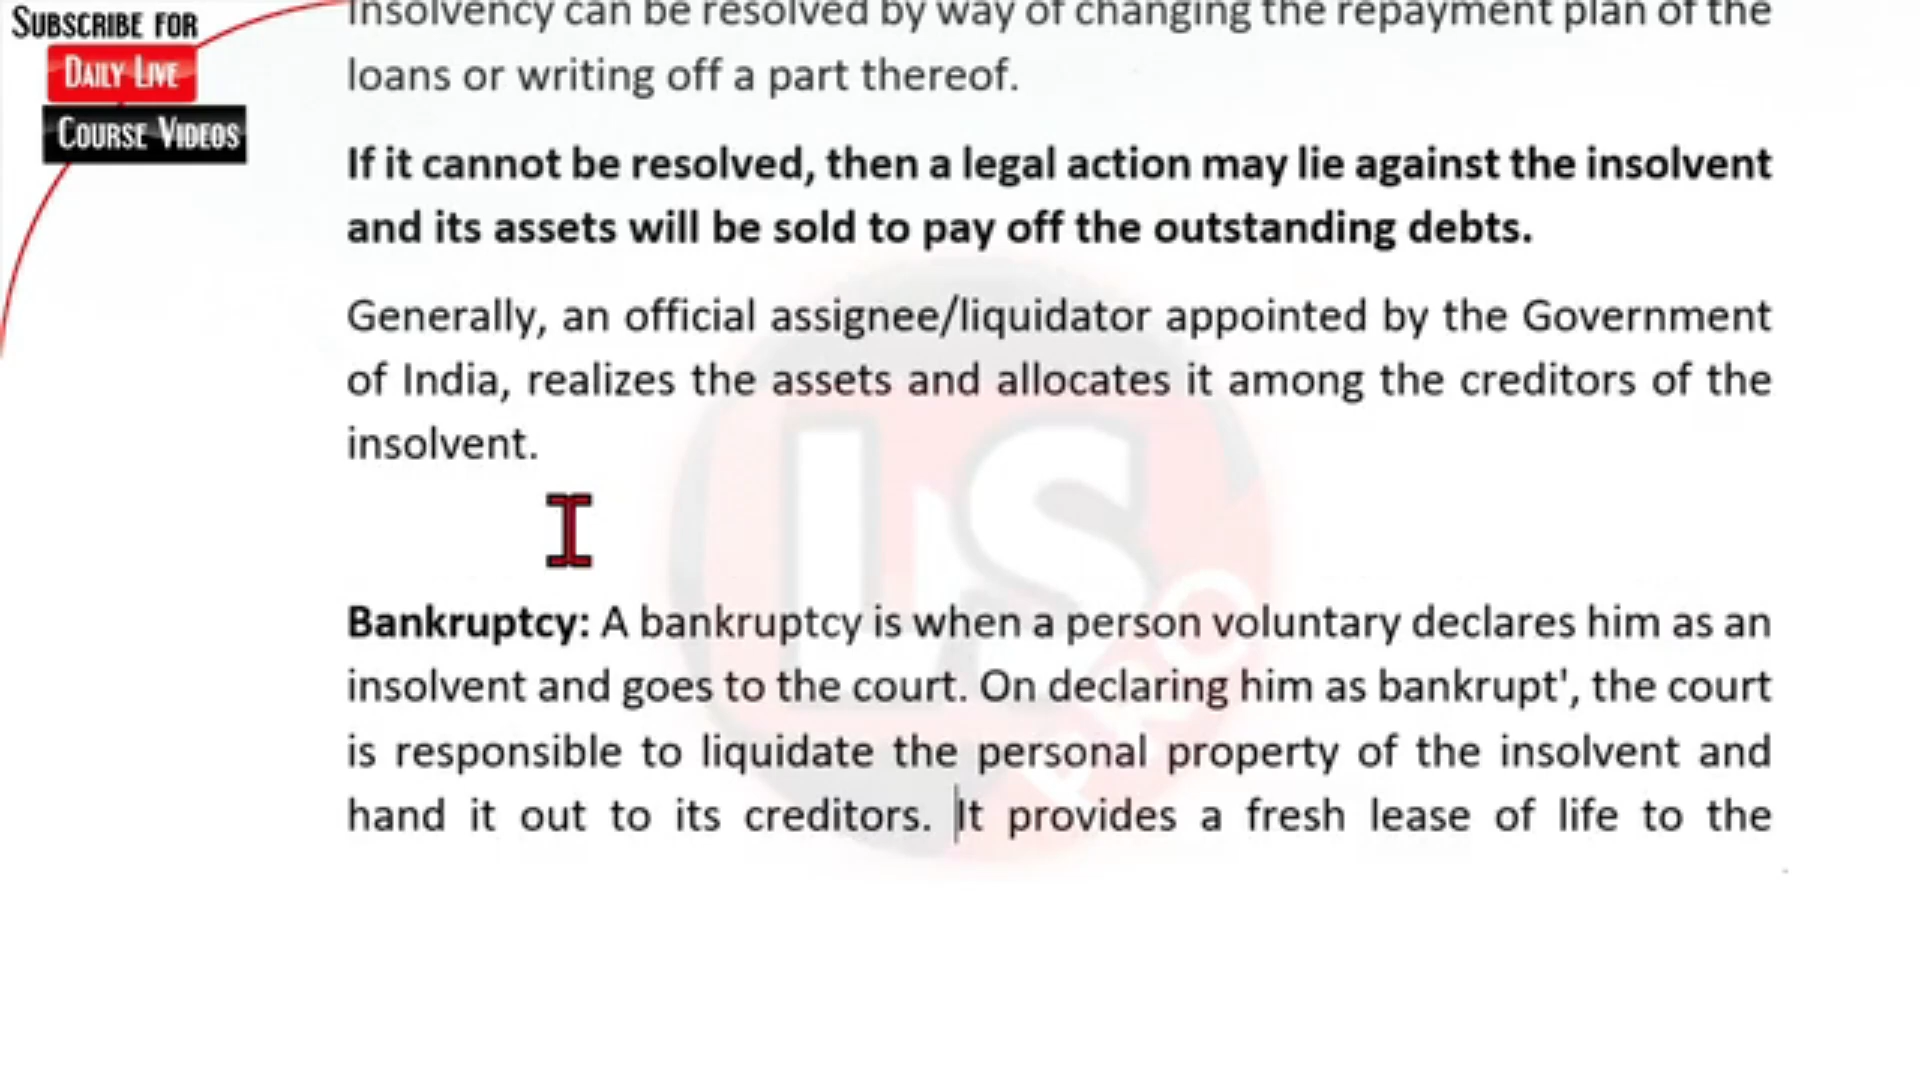 SUBSCRIBE FOR
DAILY LIVE
COURSE VIDEOS
Insolvency can be resolved by way of changing the repayment plan of the
loans or writing off a part thereof.
If it cannot be resolved, then a legal action may lie against the insolvent
and its assets will be sold to pay off the outstanding debts.
Generally, an official assignee/liquidator appointed by the Government
of India, realizes the assets and allocates it among the creditors of the
insolvent.
Bankruptcy: A bankruptcy is when a person voluntary declares him as an
insolvent and goes to the court. On declaring him as bankrupt', the court
is responsible to liquidate the personal property of the insolvent and
hand it out to its creditors. It provides a fresh lease of life to the
LS
PRO